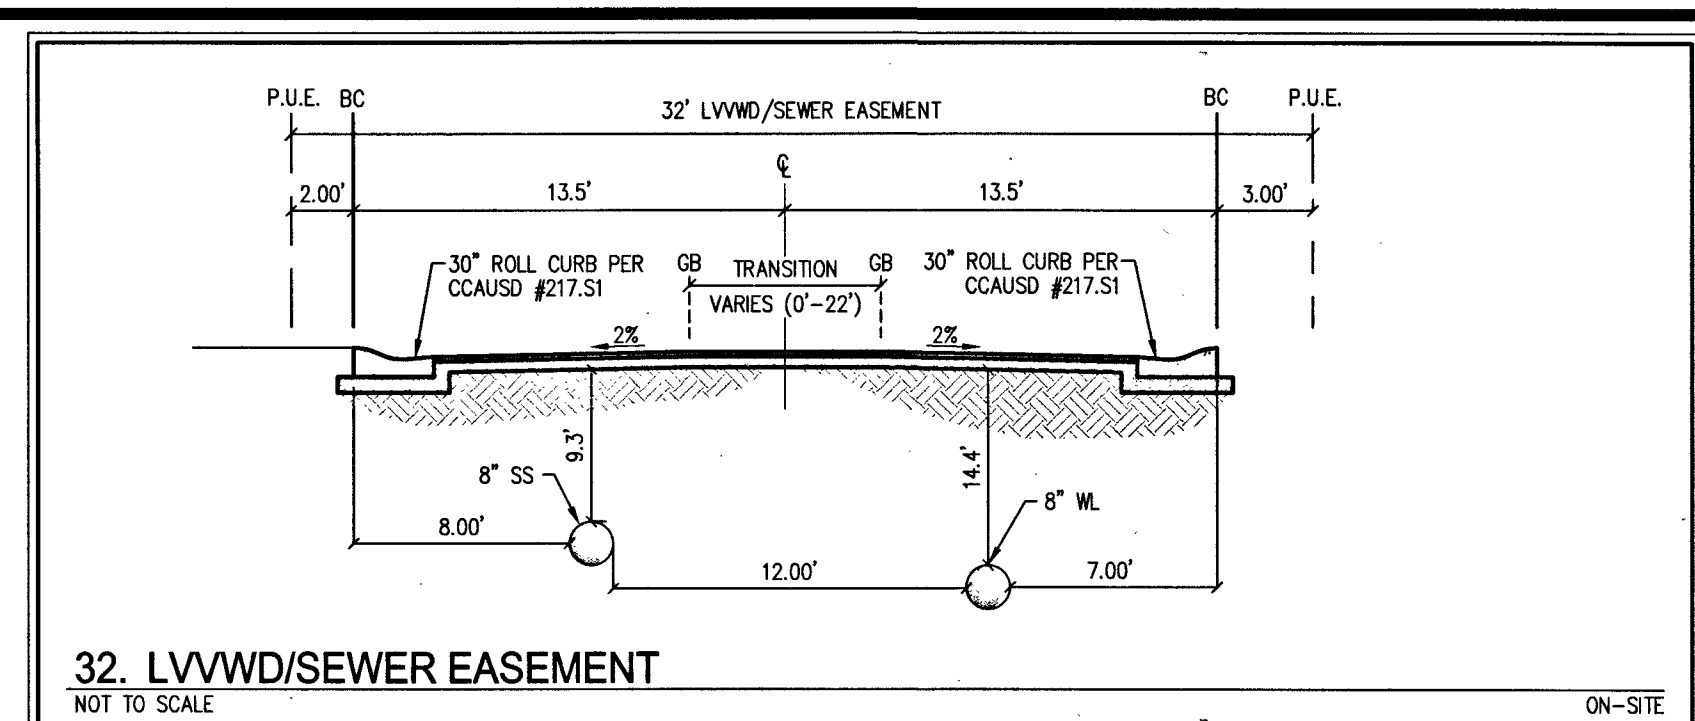 P.U.E. BC 32' LVVWD/SEWER EASEMENT BC P.U.E.
℄
2.00' 13.5' 13.5' 3.00'
30" ROLL CURB PER
CCAUSD #217.S1
GB TRANSITION GB
VARIES (0'-22')
30" ROLL CURB PER
CCAUSD #217.S1
2% 2%
9.3'
14.4'
8" SS
8" WL
8.00'
12.00'
7.00'
32. LVVWD/SEWER EASEMENT
NOT TO SCALE
ON-SITE